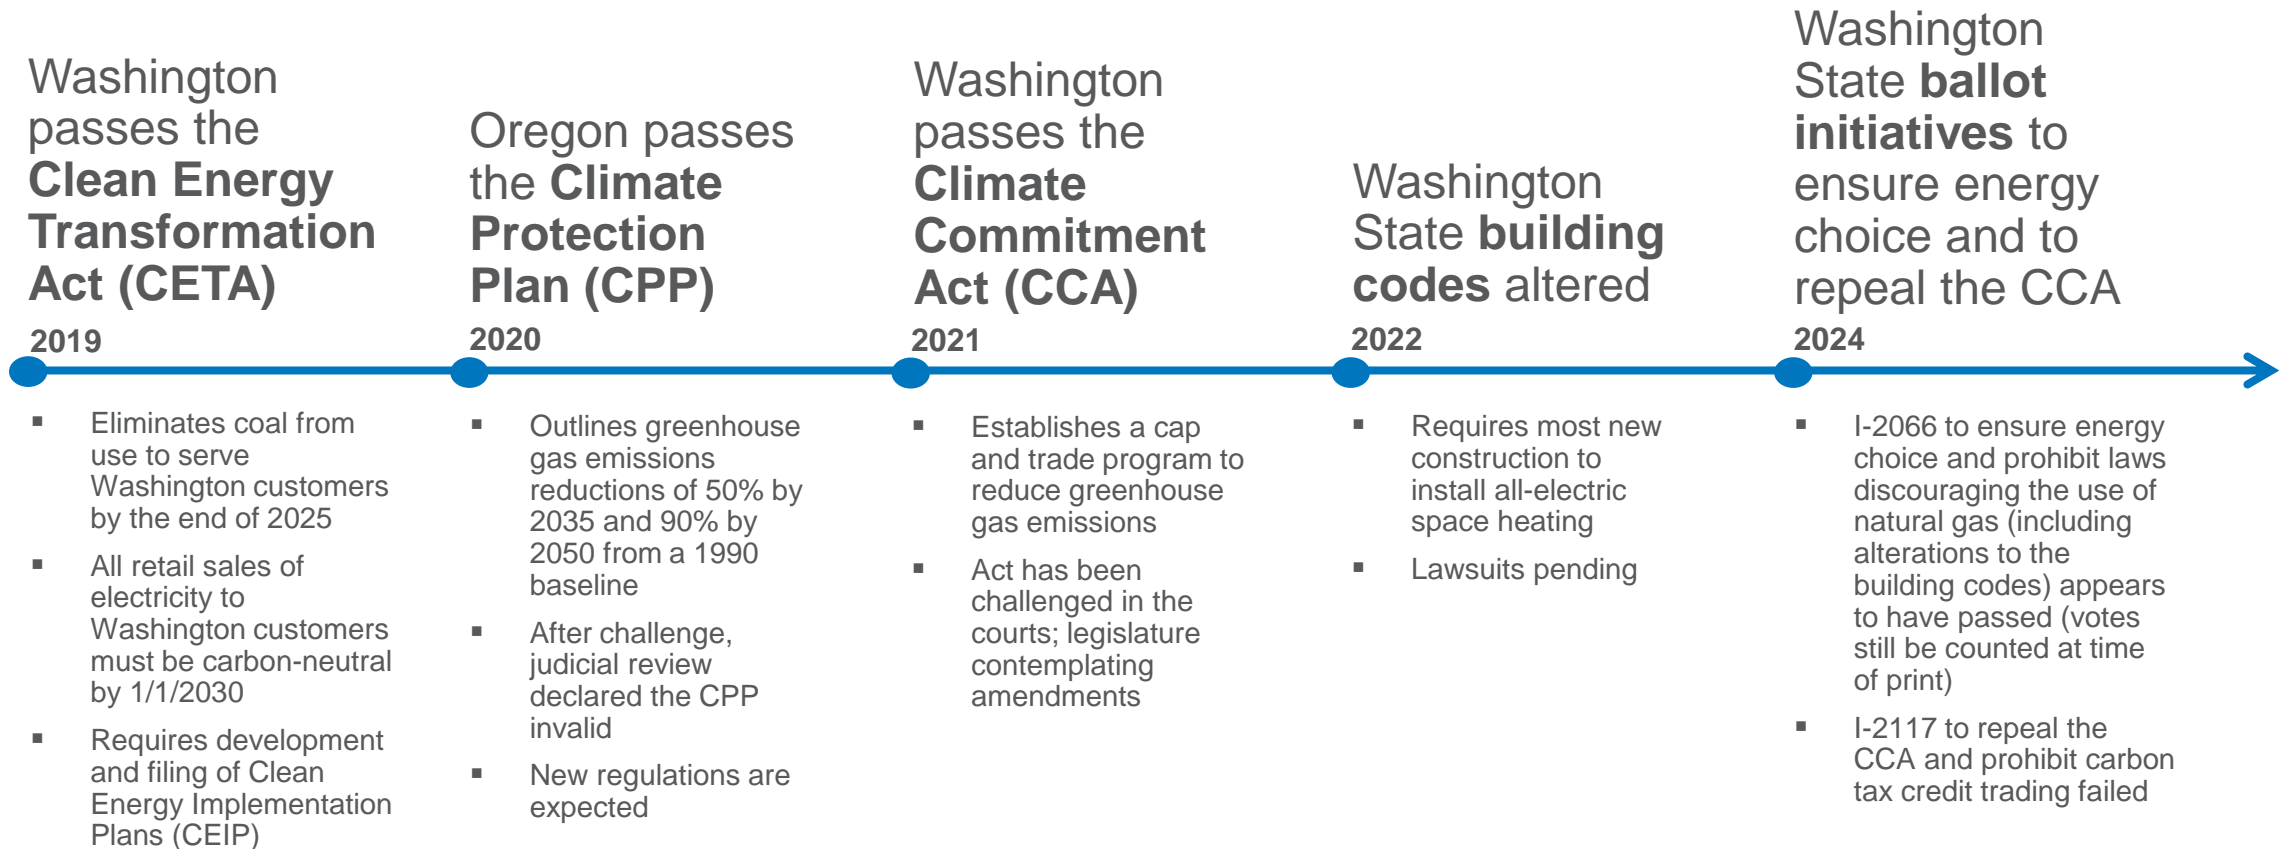 Washington
passes the
Clean Energy
Transformation
Act (CETA)
2019
▪ Eliminates coal from
use to serve
Washington customers
by the end of 2025
▪ All retail sales of
electricity to
Washington customers
must be carbon-neutral
by 1/1/2030
▪ Requires development
and filing of Clean
Energy Implementation
Plans (CEIP)
Oregon passes
the Climate
Protection
Plan (CPP)
2020
▪ Outlines greenhouse
gas emissions
reductions of 50% by
2035 and 90% by
2050 from a 1990
baseline
▪ After challenge,
judicial review
declared the CPP
invalid
▪ New regulations are
expected
Washington
passes the
Climate
Commitment
Act (CCA)
2021
▪ Establishes a cap
and trade program to
reduce greenhouse
gas emissions
▪ Act has been
challenged in the
courts; legislature
contemplating
amendments
Washington
State building
codes altered
2022
▪ Requires most new
construction to
install all-electric
space heating
▪ Lawsuits pending
Washington
State ballot
initiatives to
ensure energy
choice and to
repeal the CCA
2024
▪ I-2066 to ensure energy
choice and prohibit laws
discouraging the use of
natural gas (including
alterations to the
building codes) appears
to have passed (votes
still be counted at time
of print)
▪ I-2117 to repeal the
CCA and prohibit carbon
tax credit trading failed